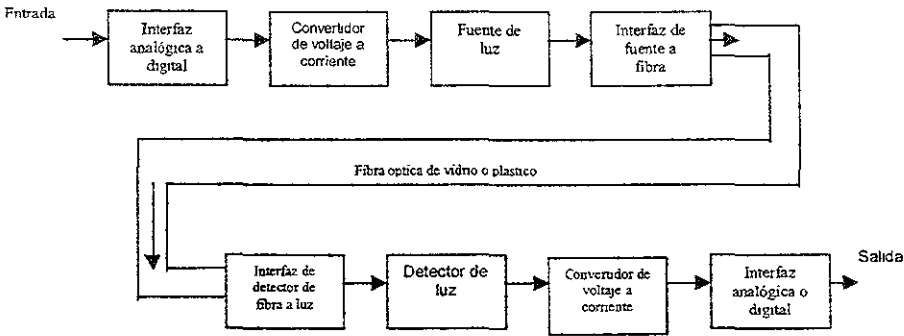 Entrada
Interfaz
analógica a
digital
Convertidor
de voltaje a
corriente
Fuente de
luz
Interfaz de
fuente a
fibra
Fibra optica de vidrio o plastico
Interfaz de
detector de
fibra a luz
Detector de
luz
Convertidor de
voltaje a
corriente
Interfaz
analógica o
digital
Salida